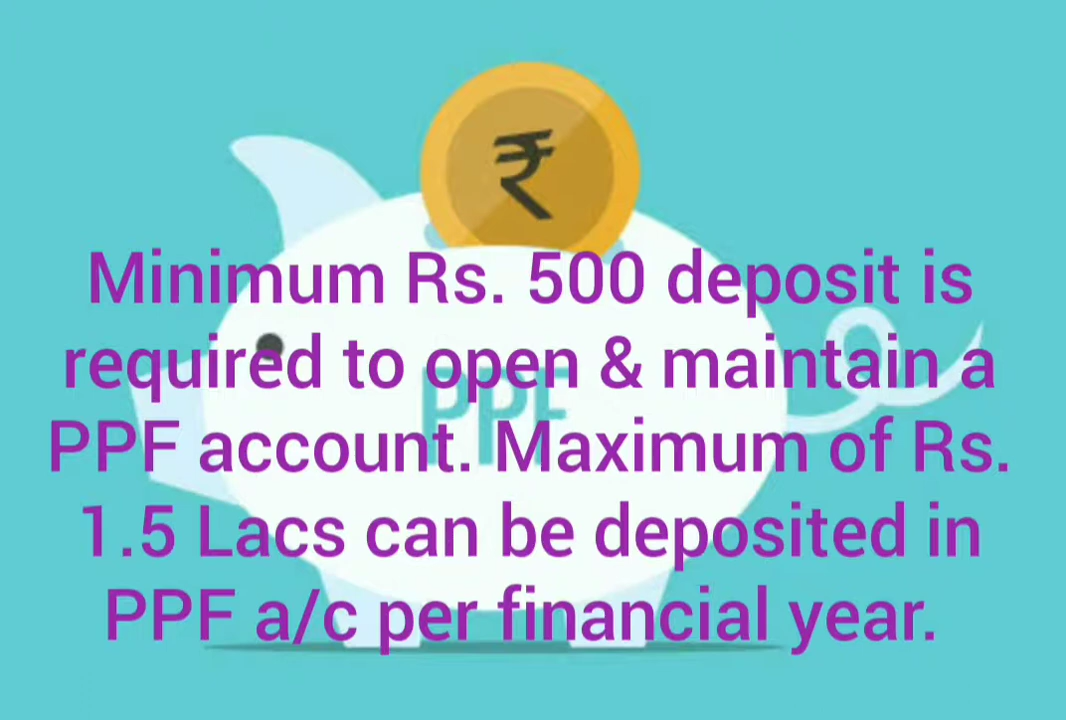 ₹
Minimum Rs. 500 deposit is
required to open & maintain a
PPF
PPF account. Maximum of Rs.
1.5 Lacs can be deposited in
PPF a/c per financial year.